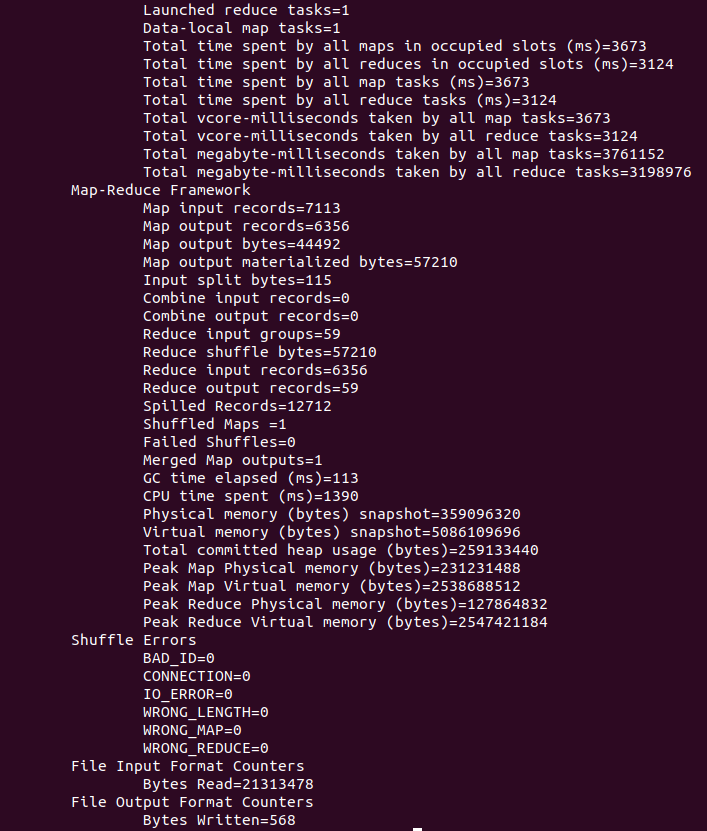 Launched reduce tasks=1
Data-local map tasks=1
Total time spent by all maps in occupied slots (ms)=3673
Total time spent by all reduces in occupied slots (ms)=3124
Total time spent by all map tasks (ms)=3673
Total time spent by all reduce tasks (ms)=3124
Total vcore-milliseconds taken by all map tasks=3673
Total vcore-milliseconds taken by all reduce tasks=3124
Total megabyte-milliseconds taken by all map tasks=3761152
Total megabyte-milliseconds taken by all reduce tasks=3198976
Map-Reduce Framework
Map input records=7113
Map output records=6356
Map output bytes=44492
Map output materialized bytes=57210
Input split bytes=115
Combine input records=0
Combine output records=0
Reduce input groups=59
Reduce shuffle bytes=57210
Reduce input records=6356
Reduce output records=59
Spilled Records=12712
Shuffled Maps =1
Failed Shuffles=0
Merged Map outputs=1
GC time elapsed (ms)=113
CPU time spent (ms)=1390
Physical memory (bytes) snapshot=359096320
Virtual memory (bytes) snapshot=5086109696
Total committed heap usage (bytes)=259133440
Peak Map Physical memory (bytes)=231231488
Peak Map Virtual memory (bytes)=2538688512
Peak Reduce Physical memory (bytes)=127864832
Peak Reduce Virtual memory (bytes)=2547421184
Shuffle Errors
BAD_ID=0
CONNECTION=0
IO_ERROR=0
WRONG_LENGTH=0
WRONG_MAP=0
WRONG_REDUCE=0
File Input Format Counters
Bytes Read=21313478
File Output Format Counters
Bytes Written=568